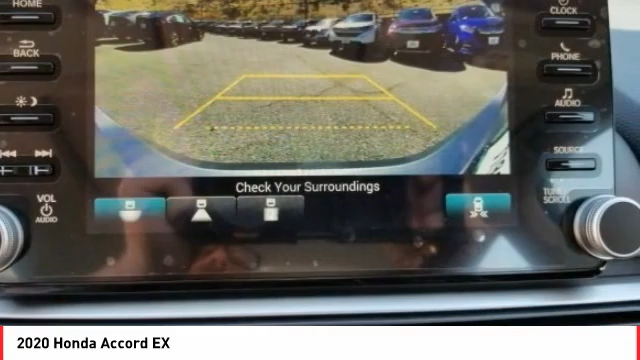 HOME
BACK
VOL
AUDIO
CLOCK
PHONE
AUDIO
SOURCE
TUNE
SCROLL
Check Your Surroundings
2020 Honda Accord EX